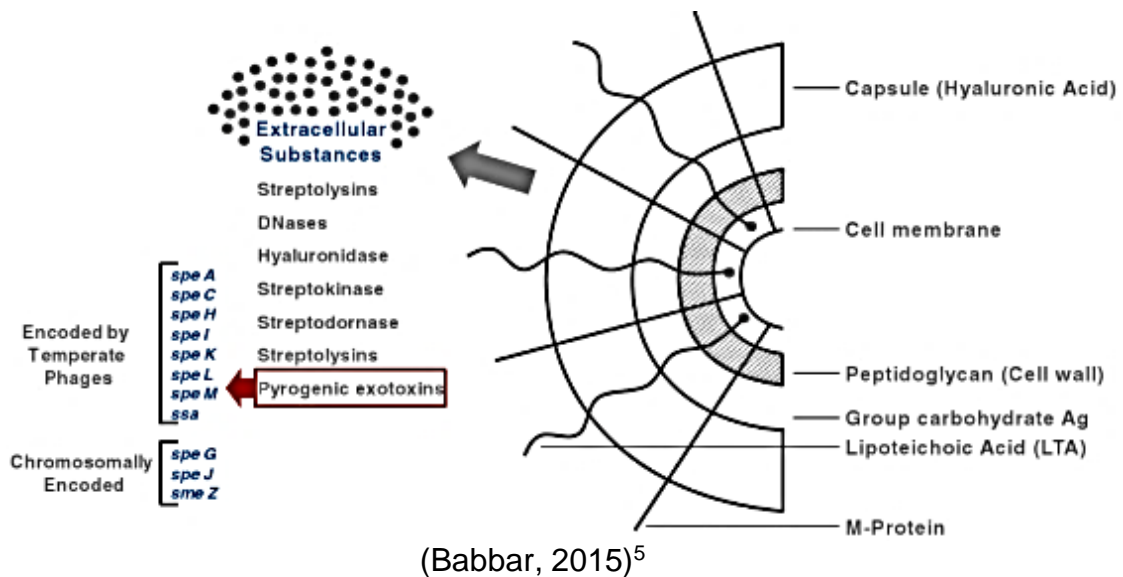 Extracellular
Substances
Streptolysins
DNases
Hyaluronidase
Streptokinase
Streptodornase
Streptolysins
Pyrogenic exotoxins
Encoded by
Temperate
Phages
spe A
spe C
spe H
spe I
spe K
spe L
spe M
ssa
Chromosomally
Encoded
spe G
spe J
sme Z
Capsule (Hyaluronic Acid)
Cell membrane
Peptidoglycan (Cell wall)
Group carbohydrate Ag
Lipoteichoic Acid (LTA)
M-Protein
(Babbar, 2015)⁵